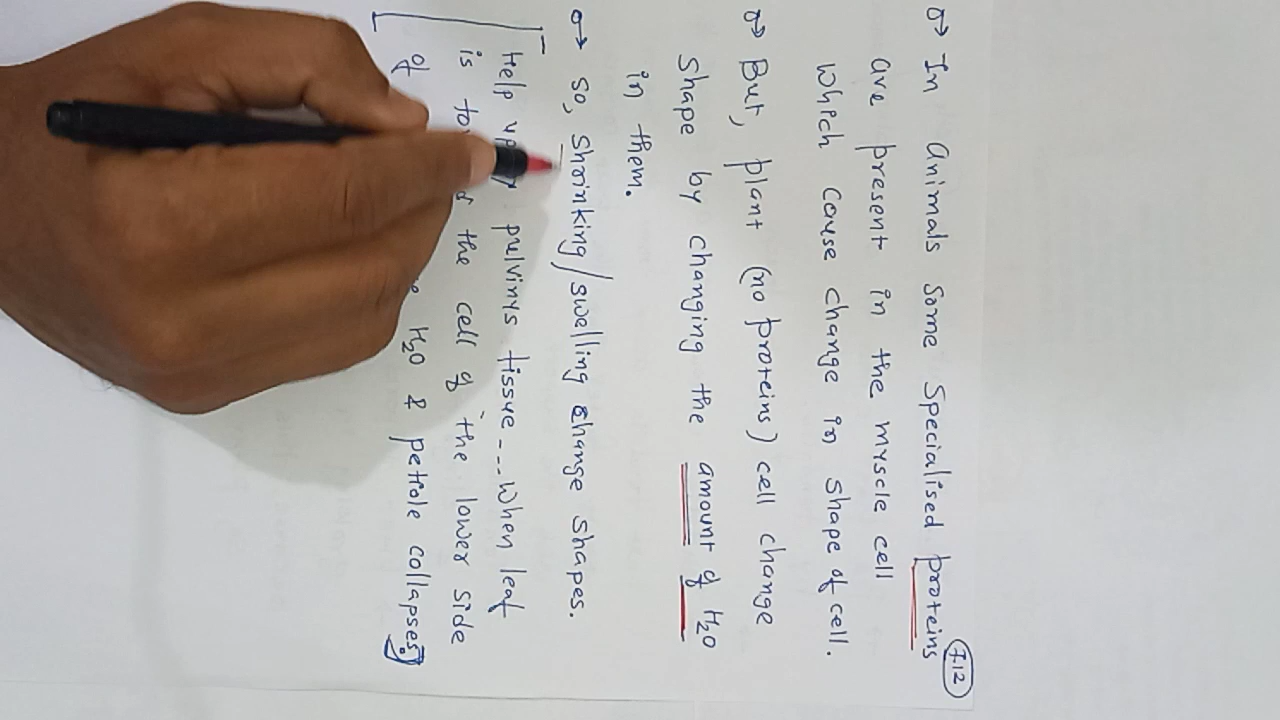 7.12
→ In animals some specialised proteins
are present in the muscle cell
which cause change in shape of cell.
→ But, plant (no proteins) cell change
shape by changing the amount of H₂O
in them.
→ So, shrinking/swelling change shapes.
[Help pulvinys tissue --- When leaf
is the cell of the lower side
of H₂O & petiole collapses.]